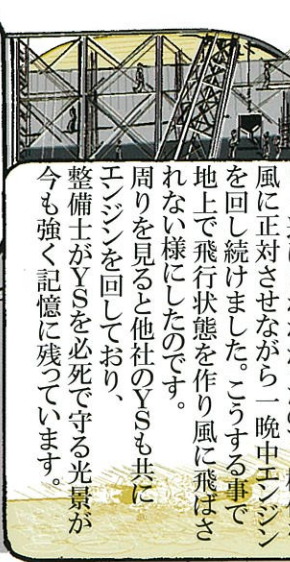 風に正対させながら一晩中エンジン
を回し続けました。こうする事で
地上で飛行状態を作り風に飛ばさ
れない様にしたのです。
周りを見ると他社のYSも共に
エンジンを回しており、
整備士がYSを必死で守る光景が
今も強く記憶に残っています。